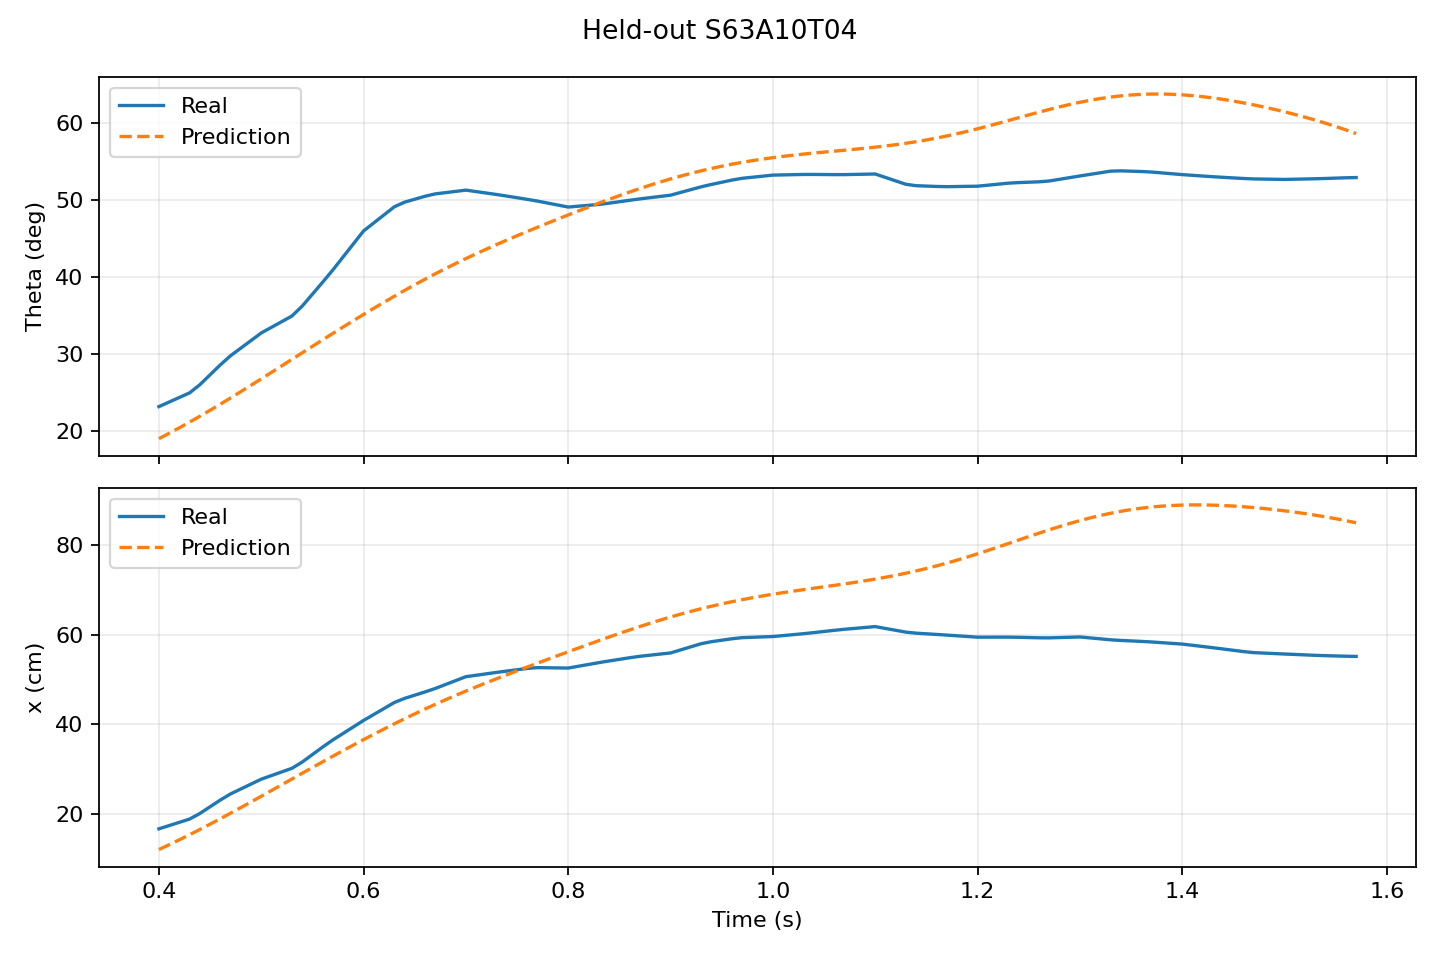 Held-out S63A10T04
Real
Prediction
Theta (deg)
60
50
40
30
20
Real
Prediction
x (cm)
80
60
40
20
0.4 0.6 0.8 1.0 1.2 1.4 1.6
Time (s)